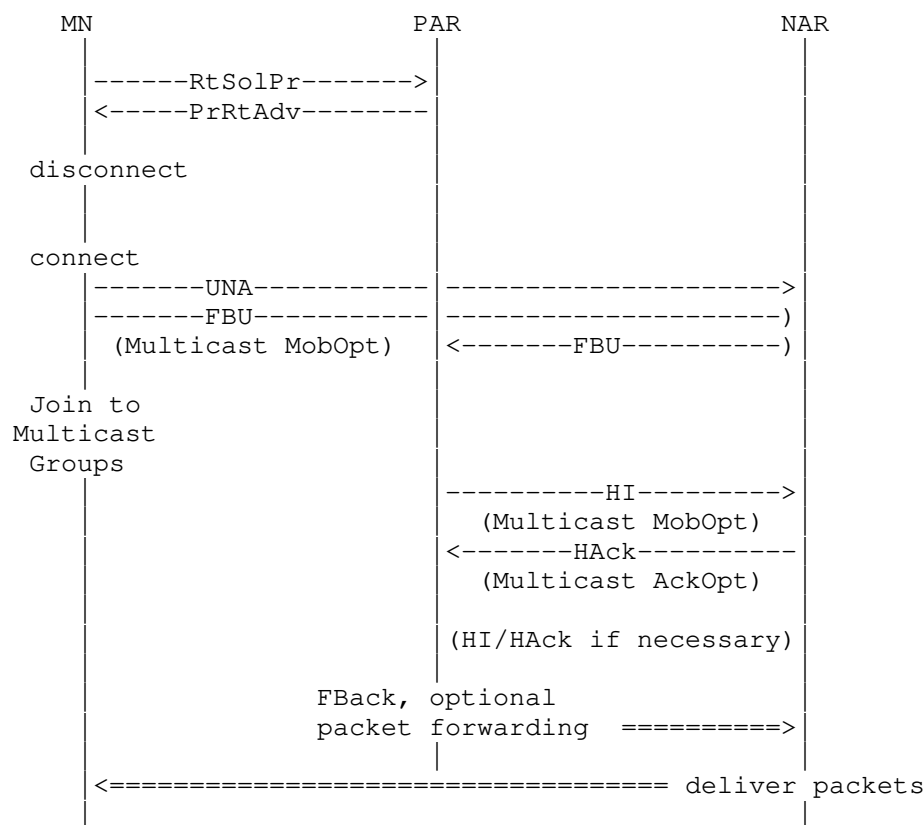 MN PAR NAR
------RtSolPr------->
<-----PrRtAdv--------
disconnect
connect
-------UNA-----------|--------------------->
-------FBU-----------|---------------------)
(Multicast MobOpt) <-------FBU----------)
Join to
Multicast
Groups
----------HI--------->
(Multicast MobOpt)
<-------HAck----------
(Multicast AckOpt)
(HI/HAck if necessary)
FBack, optional
packet forwarding ==========>
<=================================== deliver packets